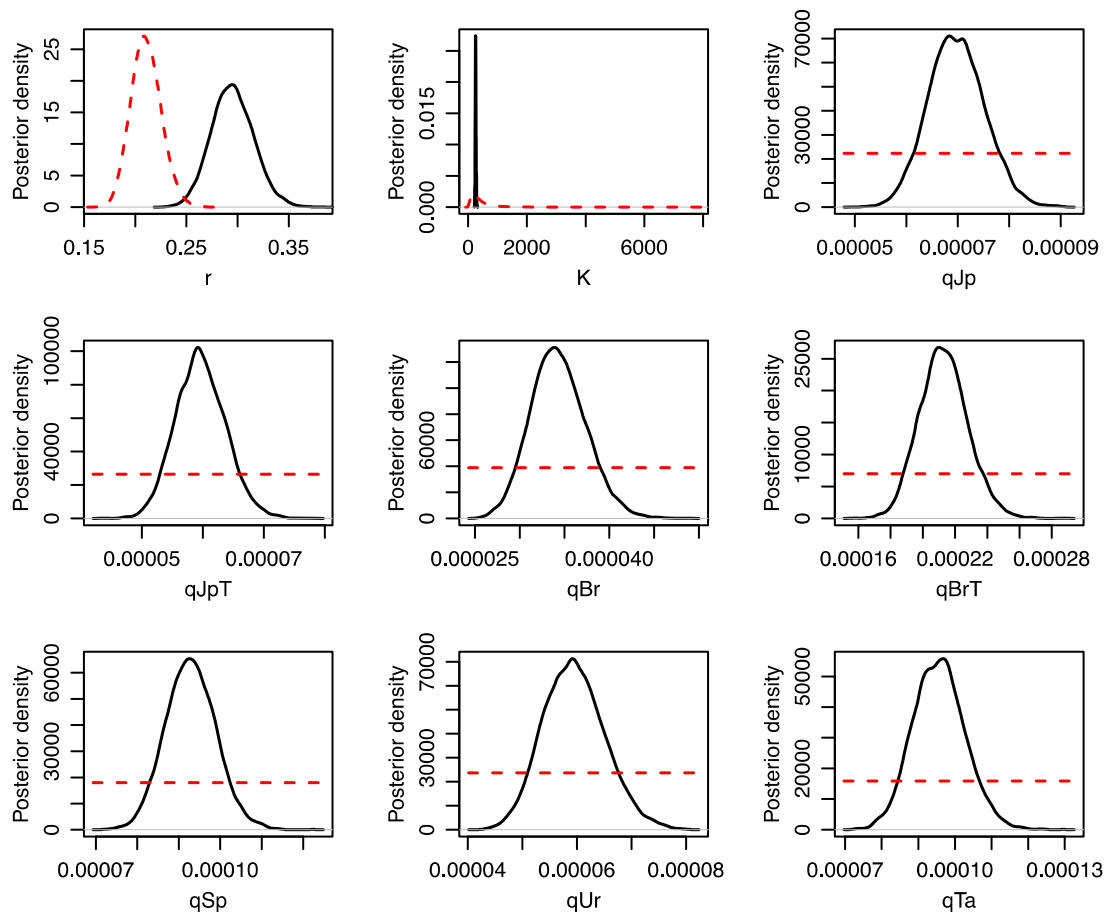 Posterior density
0 5 15 25
0.15 0.25 0.35
r
Posterior density
0.000 0.015
0 2000 6000
K
Posterior density
0 30000 70000
0.00005 0.00007 0.00009
qJp
Posterior density
0 40000 100000
0.00005 0.00007
qJpT
Posterior density
0 60000
0.000025 0.000040
qBr
Posterior density
0 10000 25000
0.00016 0.00022 0.00028
qBrT
Posterior density
0 30000 60000
0.00007 0.00010
qSp
Posterior density
0 30000 70000
0.00004 0.00006 0.00008
qUr
Posterior density
0 20000 50000
0.00007 0.00010 0.00013
qTa